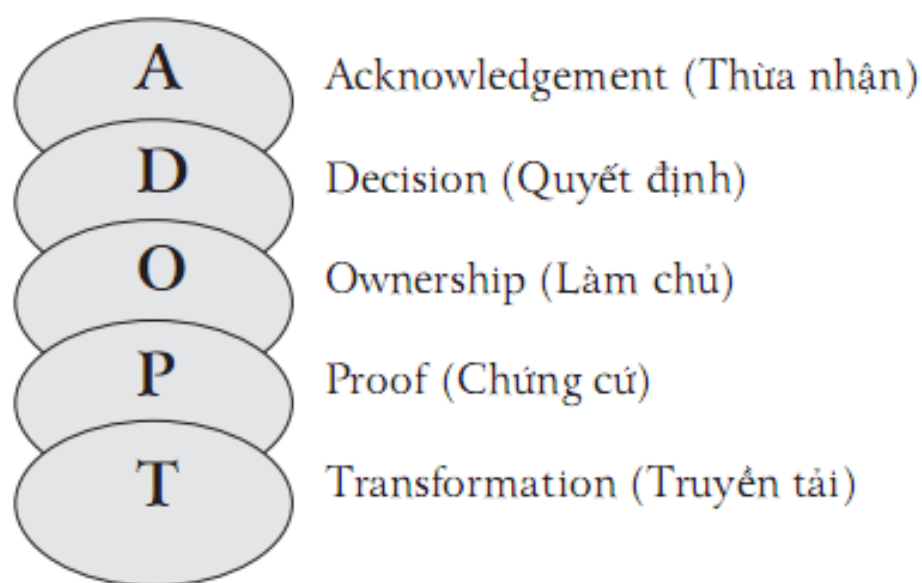 A Acknowledgement (Thừa nhận)
D Decision (Quyết định)
O Ownership (Làm chủ)
P Proof (Chứng cứ)
T Transformation (Truyền tải)